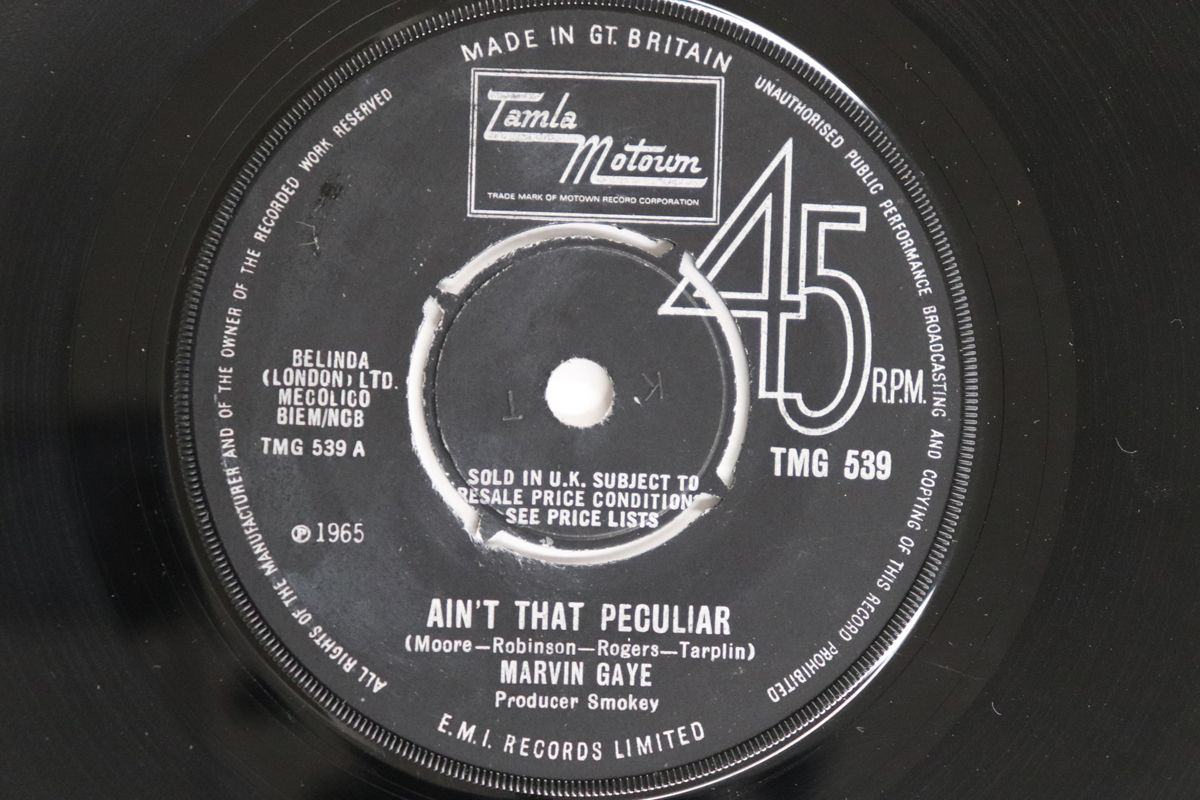 MADE IN GT. BRITAIN
Tamla
Motown
TRADE MARK OF MOTOWN RECORD CORPORATION
UNAUTHORISED PUBLIC PERFORMANCE BROADCASTING AND COPYING OF THIS RECORD PROHIBITED
45
R.P.M.
TMG 539
BELINDA
(LONDON) LTD.
MECOLICO
BIEM/NCB
TMG 539 A
℗ 1965
K T
SOLD IN U.K. SUBJECT TO
RESALE PRICE CONDITIONS
SEE PRICE LISTS
AIN'T THAT PECULIAR
(Moore—Robinson—Rogers—Tarplin)
MARVIN GAYE
Producer Smokey
E.M.I. RECORDS LIMITED
ALL RIGHTS OF THE MANUFACTURER AND OF THE OWNER OF THE RECORDED WORK RESERVED